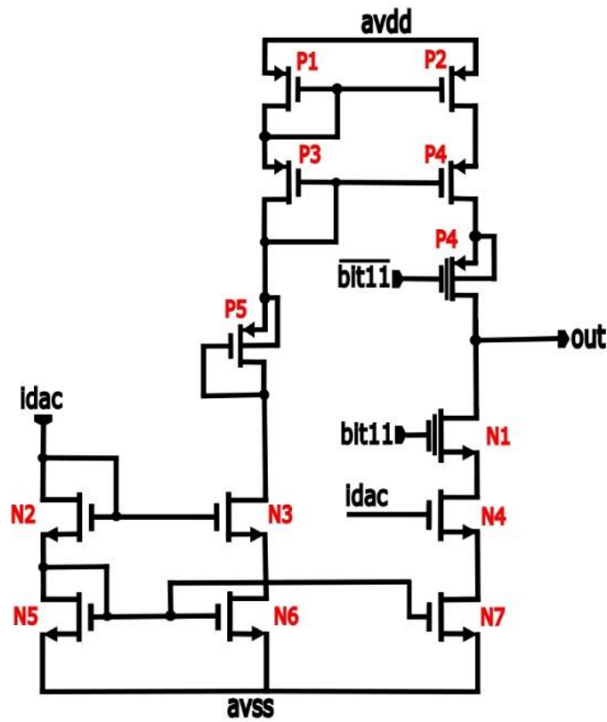 avdd
P1
P2
P3
P4
P4
bit11
P5
out
idac
bit11
N1
idac
N2
N3
N4
N5
N6
N7
avss